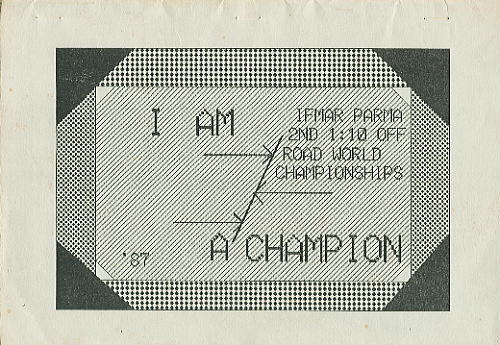 I AM
IFMAR PARMA
2ND 1:10 OFF
ROAD WORLD
CHAMPIONSHIPS
A CHAMPION
'87